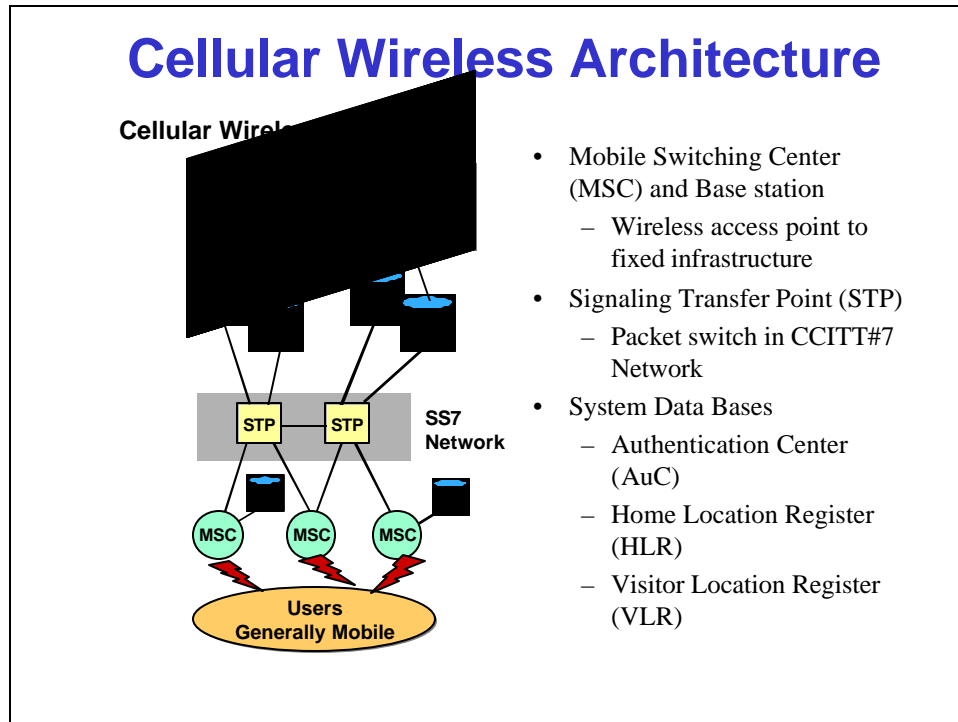 Cellular Wireless Architecture
Cellular
• Mobile Switching Center
(MSC) and Base station
– Wireless access point to
fixed infrastructure
• Signaling Transfer Point (STP)
– Packet switch in CCITT#7
Network
• System Data Bases
– Authentication Center
(AuC)
– Home Location Register
(HLR)
– Visitor Location Register
(VLR)
STP
STP
SS7
Network
MSC
MSC
MSC
Users
Generally Mobile